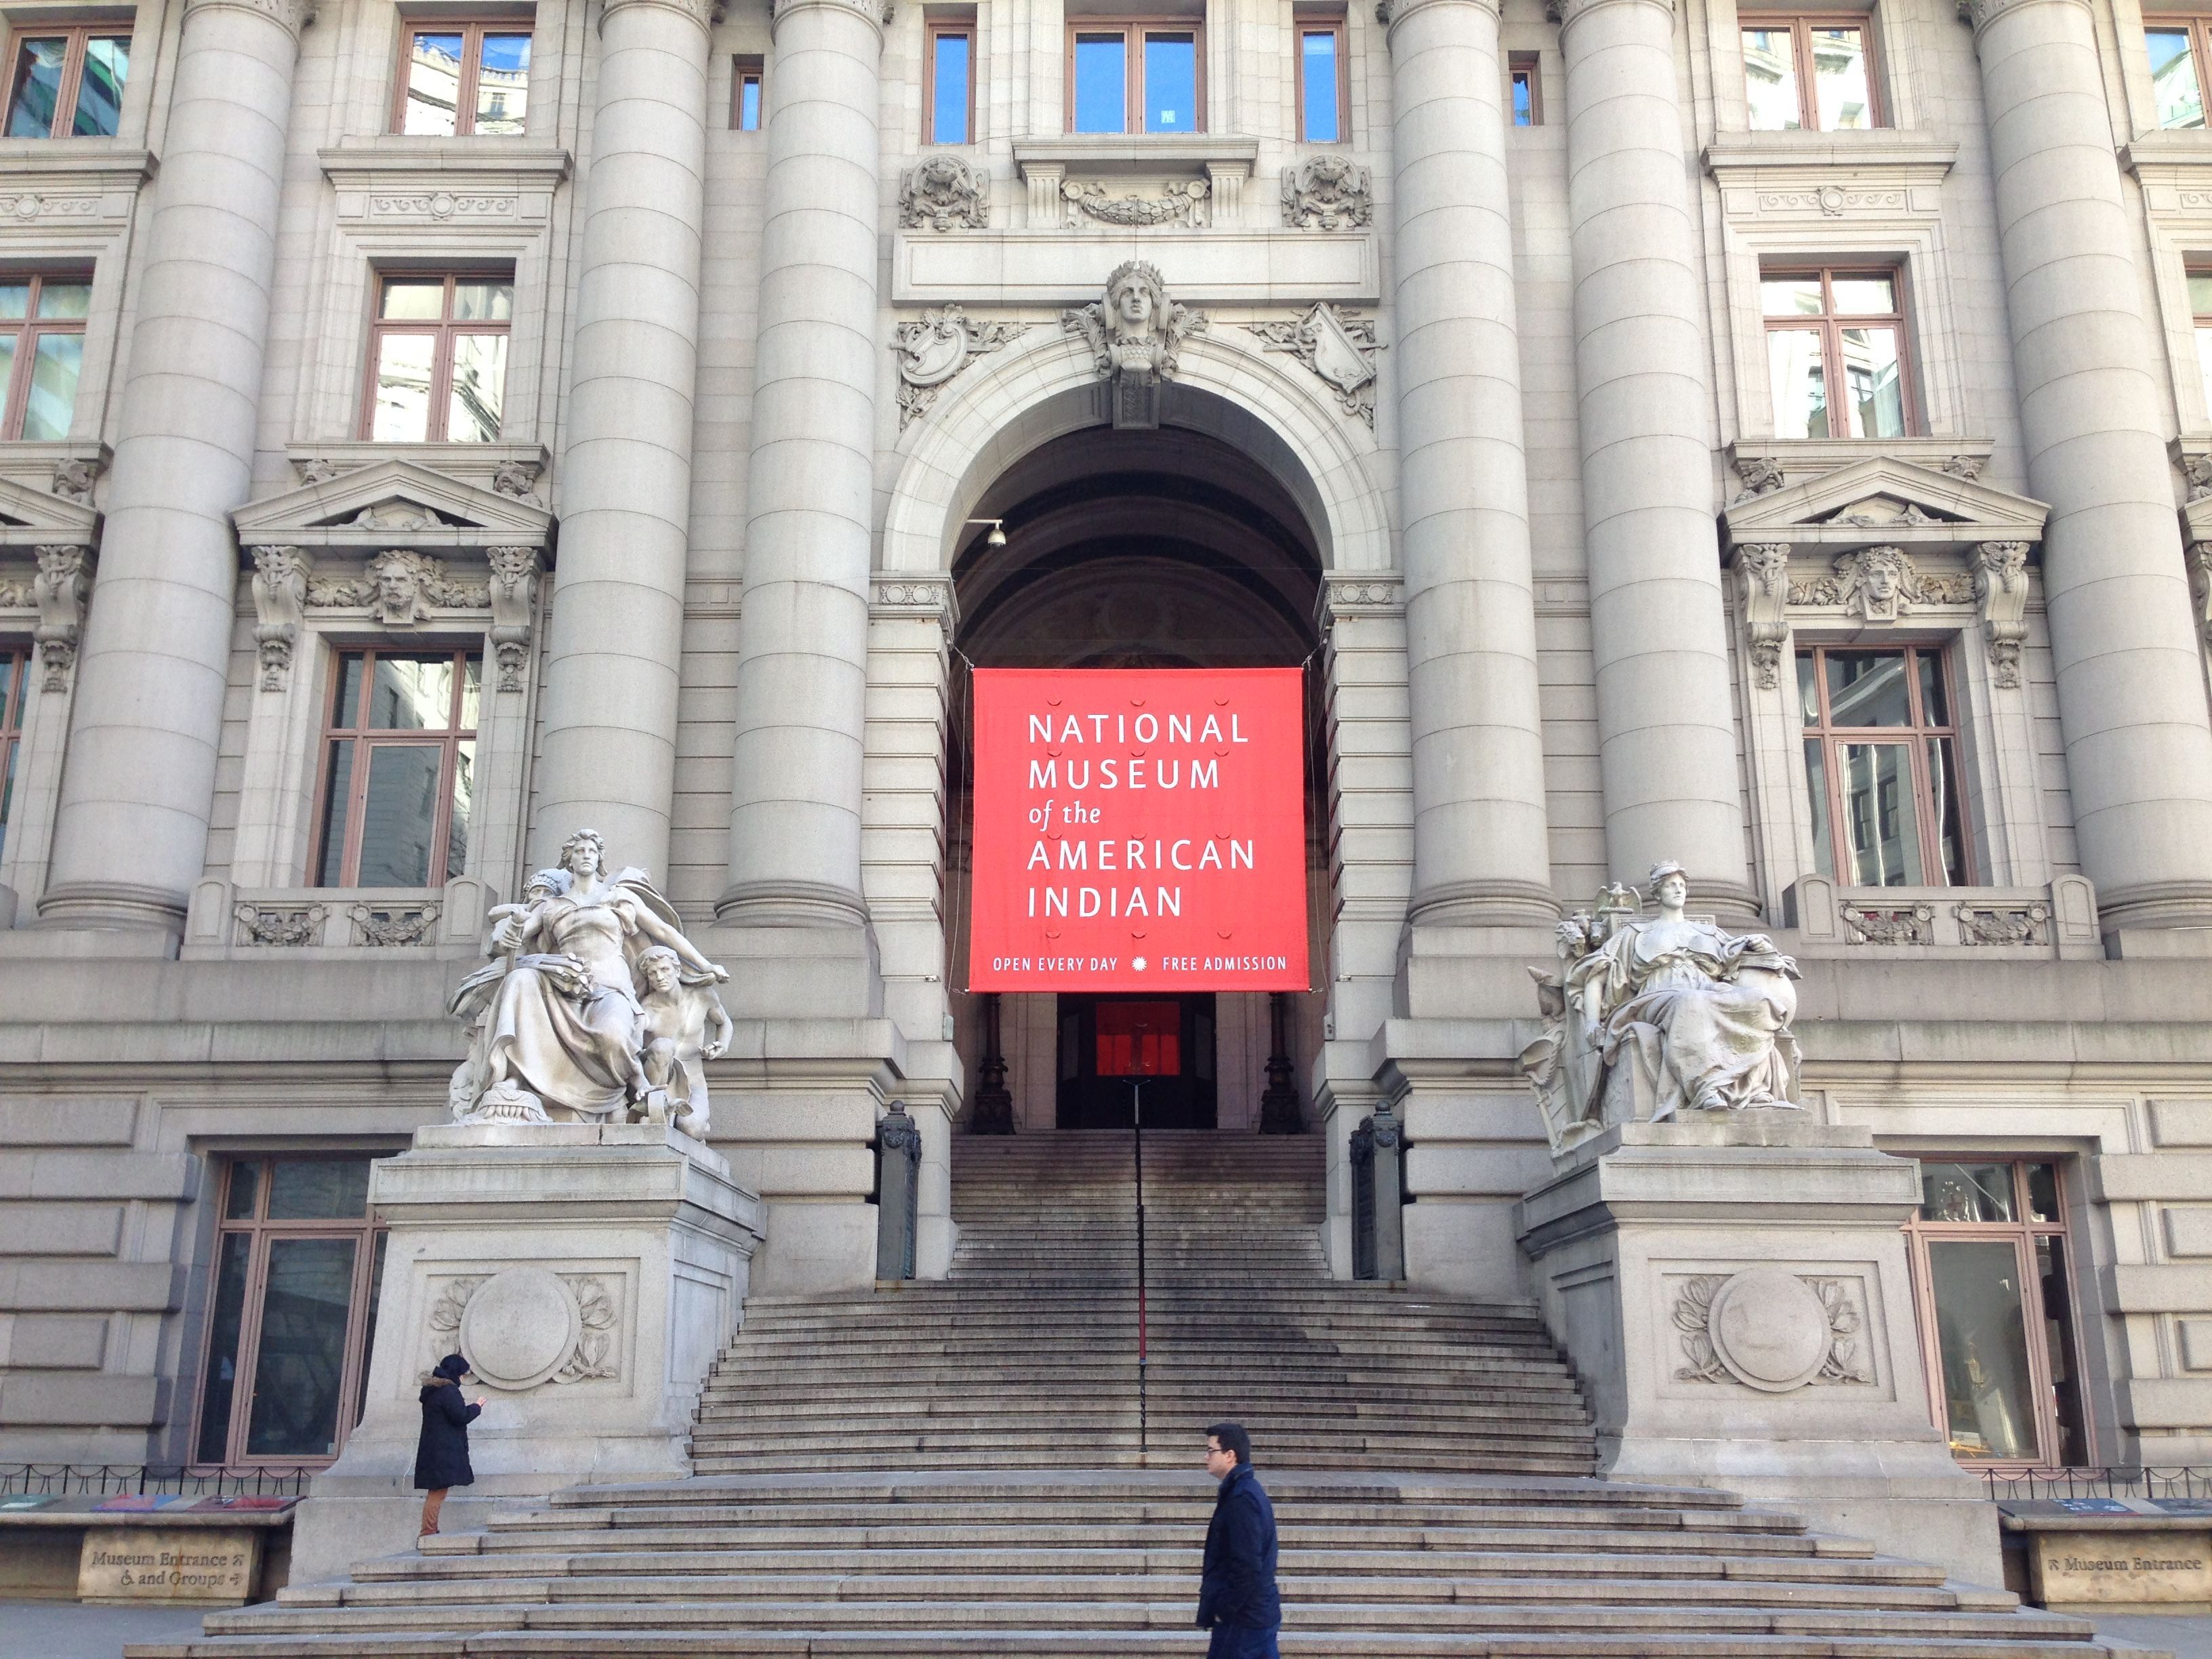 NATIONAL
MUSEUM
of the
AMERICAN
INDIAN
OPEN EVERY DAY FREE ADMISSION
Museum Entrance
and Groups
Museum Entrance